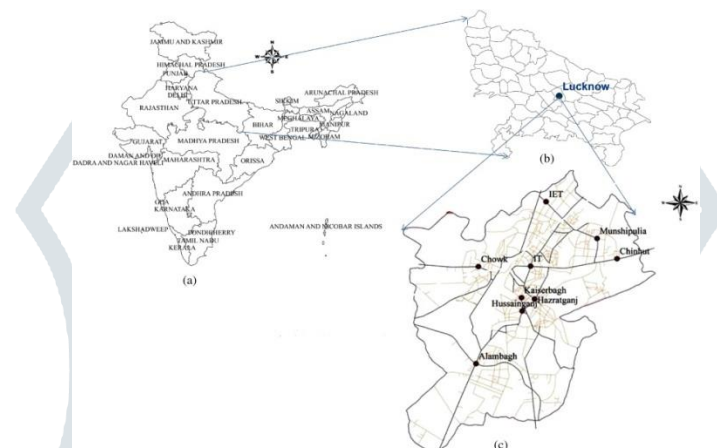 JAMMU AND KASHMIR
HIMACHAL PRADESH
PUNJAB
HARYANA
DELHI
UTTAR PRADESH
RAJASTHAN
SIKKIM
ARUNACHAL PRADESH
ASSAM
NAGALAND
MEGHALAYA
MANIPUR
BIHAR
TRIPURA
WEST BENGAL
MIZORAM
GUJARAT
MADHYA PRADESH
DAMAN AND
DADRA AND NAGAR HAVELI
MAHARASHTRA
ORISSA
ANDHRA PRADESH
GOA
KARNATAKA
LAKSHADWEEP
PONDICHERRY
TAMIL NADU
KERALA
ANDAMAN AND NICOBAR ISLANDS
(a)
Lucknow
(b)
IET
Munshipulia
Chinhut
Chowk
IT
Kaiserbagh
Hazratganj
Hussainganj
Alambagh
(c)